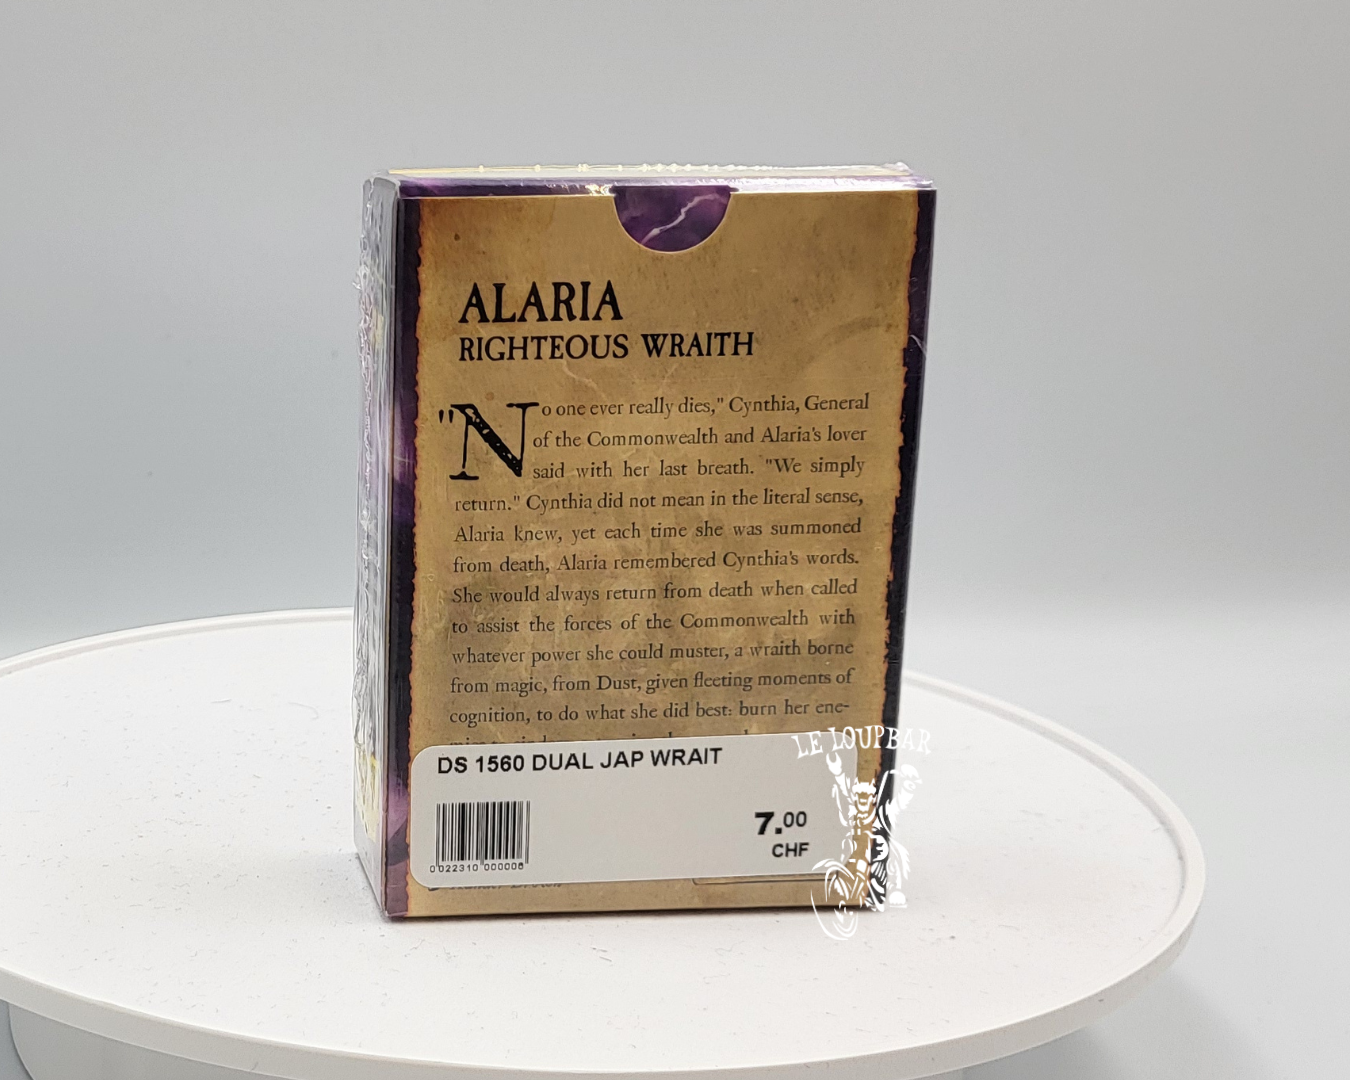 ALARIA
RIGHTEOUS WRAITH
"No one ever really dies," Cynthia, General
of the Commonwealth and Alaria's lover
said with her last breath. "We simply
return." Cynthia did not mean in the literal sense,
Alaria knew, yet each time she was summoned
from death, Alaria remembered Cynthia's words.
She would always return from death when called
to assist the forces of the Commonwealth with
whatever power she could muster, a wraith borne
from magic, from Dust, given fleeting moments of
cognition, to do what she did best: burn her ene-
DS 1560 DUAL JAP WRAIT
7.00
CHF
0 022310 000006
LE LOUPBAR